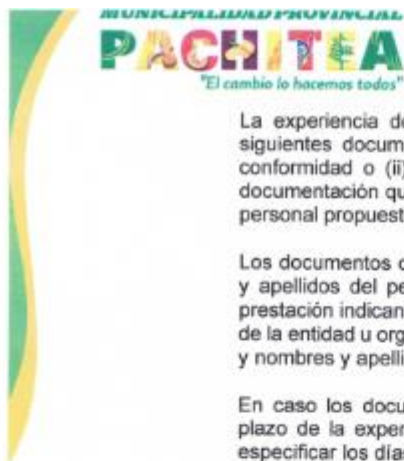 MUNICIPALIDAD PROVINCIAL
PACHITEA
"El cambio lo hacemos todos"
La experiencia de
siguientes docum
conformidad o (ii)
documentación qu
personal propuest
Los documentos c
y apellidos del pe
prestación indican
de la entidad u org
y nombres y apelli
En caso los docu
plazo de la exper
especificar los días